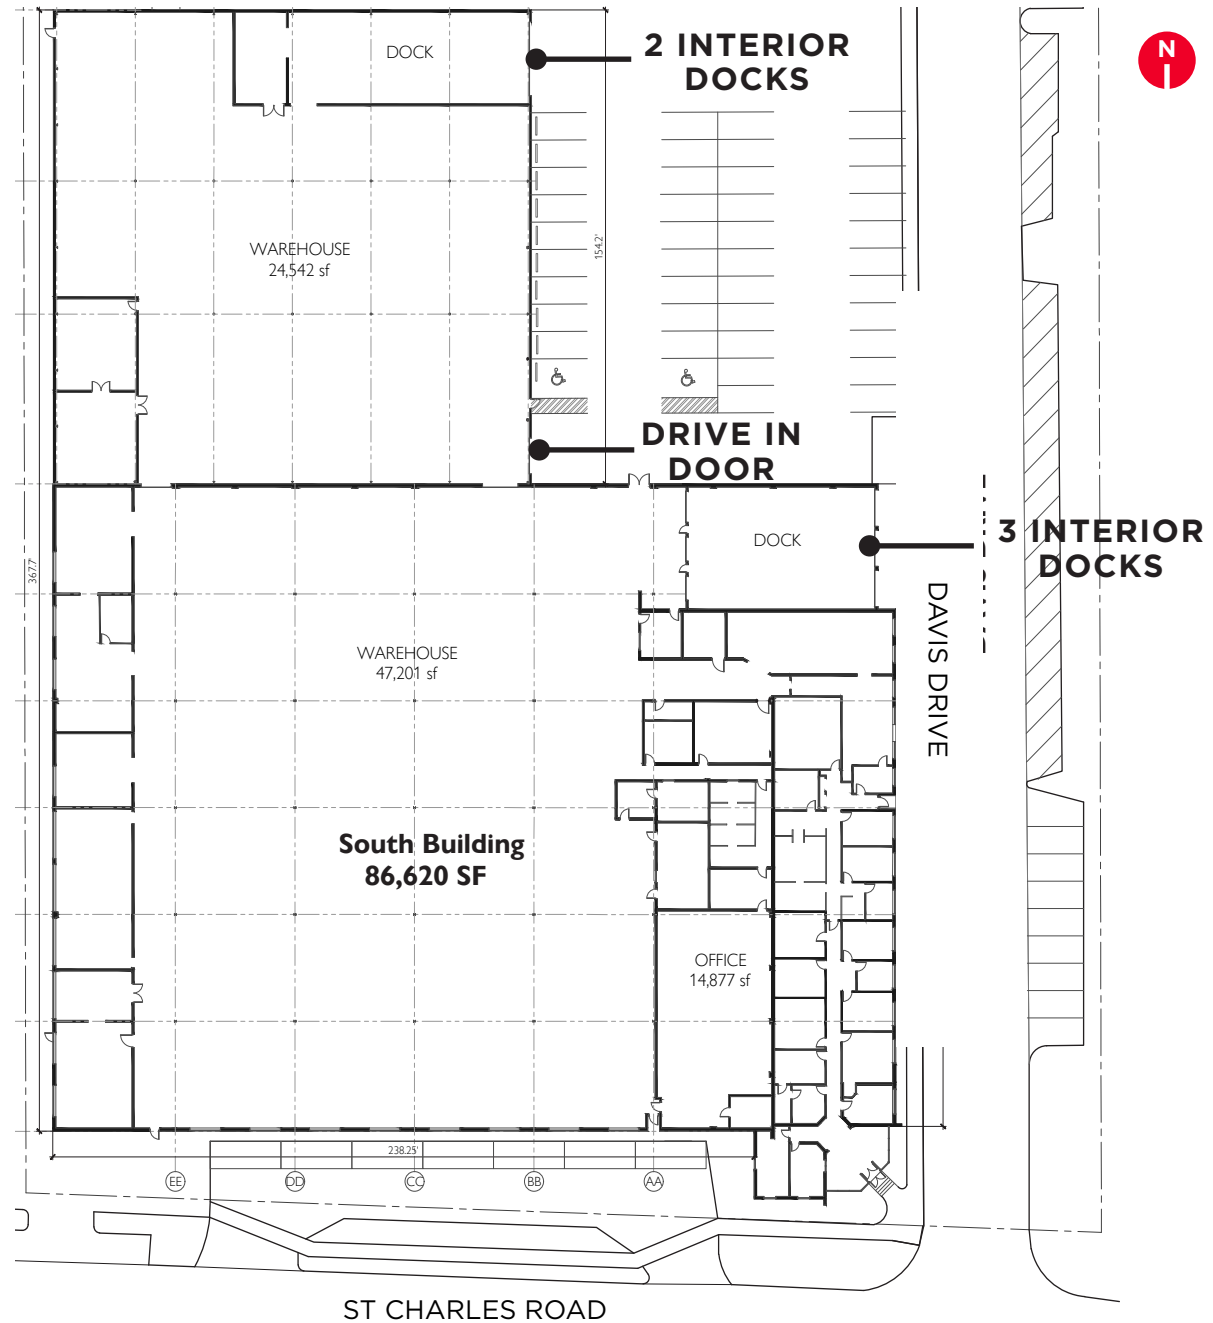 2 INTERIOR
DOCKS
N
DOCK
WAREHOUSE
24,542 sf
154.2'
DRIVE IN
DOOR
3 INTERIOR
DOCKS
DOCK
367.7'
DAVIS DRIVE
WAREHOUSE
47,201 sf
South Building
86,620 SF
OFFICE
14,877 sf
238.25'
EE
DD
CC
BB
AA
ST CHARLES ROAD